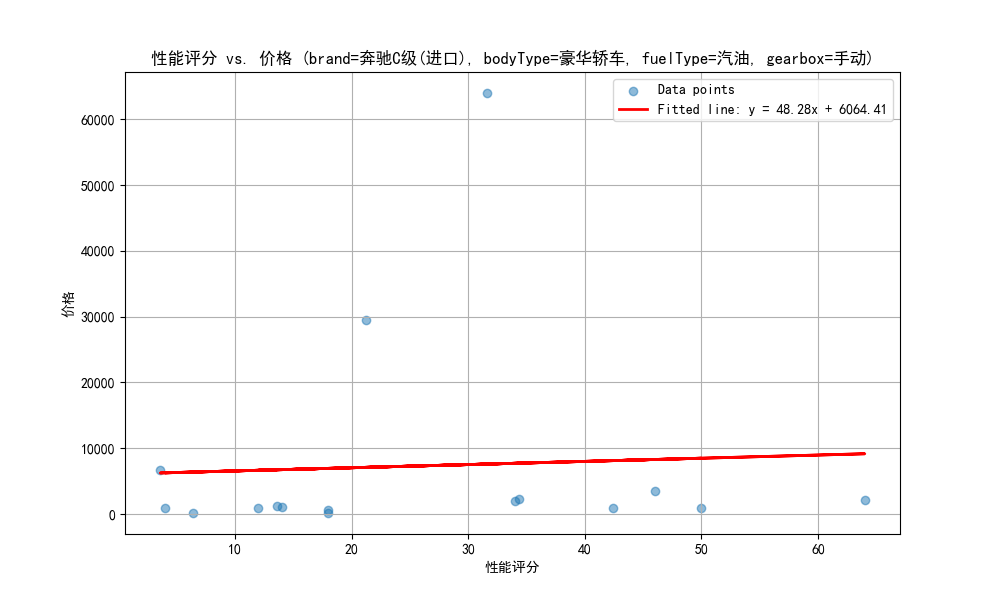 性能评分 vs. 价格 (brand=奔驰C级(进口), bodyType=豪华轿车, fuelType=汽油, gearbox=手动)
Data points
Fitted line: y = 48.28x + 6064.41
60000
50000
40000
30000
20000
10000
0
价格
10
20
30
40
50
60
性能评分